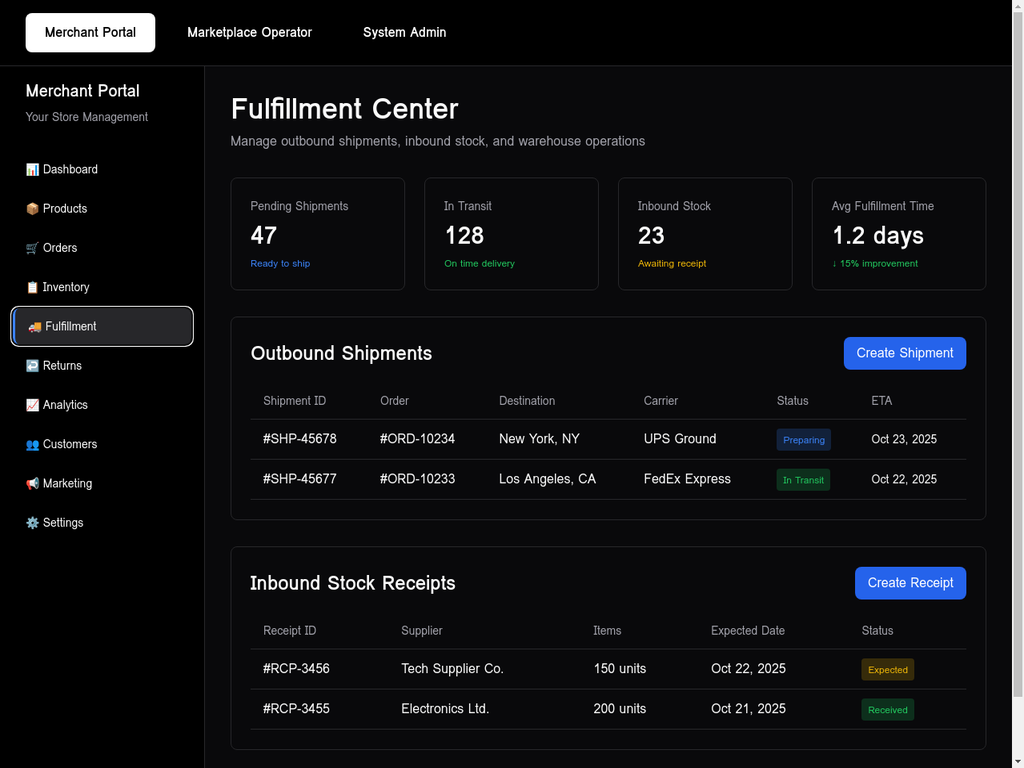 Merchant Portal
Marketplace Operator
System Admin
Merchant Portal
Your Store Management
Dashboard
Products
Orders
Inventory
Fulfillment
Returns
Analytics
Customers
Marketing
Settings
Fulfillment Center
Manage outbound shipments, inbound stock, and warehouse operations
Pending Shipments
47
Ready to ship
In Transit
128
On time delivery
Inbound Stock
23
Awaiting receipt
Avg Fulfillment Time
1.2 days
↓ 15% improvement
Outbound Shipments
Create Shipment
Shipment ID Order Destination Carrier Status ETA
#SHP-45678 #ORD-10234 New York, NY UPS Ground Preparing Oct 23, 2025
#SHP-45677 #ORD-10233 Los Angeles, CA FedEx Express In Transit Oct 22, 2025
Inbound Stock Receipts
Create Receipt
Receipt ID Supplier Items Expected Date Status
#RCP-3456 Tech Supplier Co. 150 units Oct 22, 2025 Expected
#RCP-3455 Electronics Ltd. 200 units Oct 21, 2025 Received